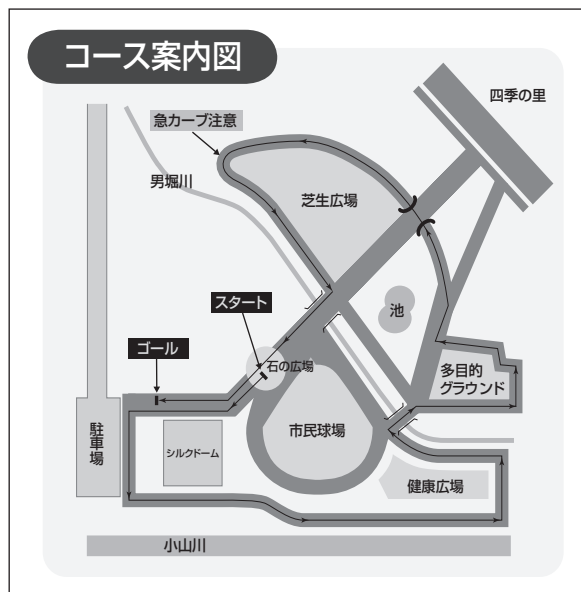 コース案内図
四季の里
急カーブ注意
男堀川
芝生広場
スタート
池
ゴール
石の広場
多目的
グラウンド
市民球場
駐車場
シルクドーム
健康広場
小山川